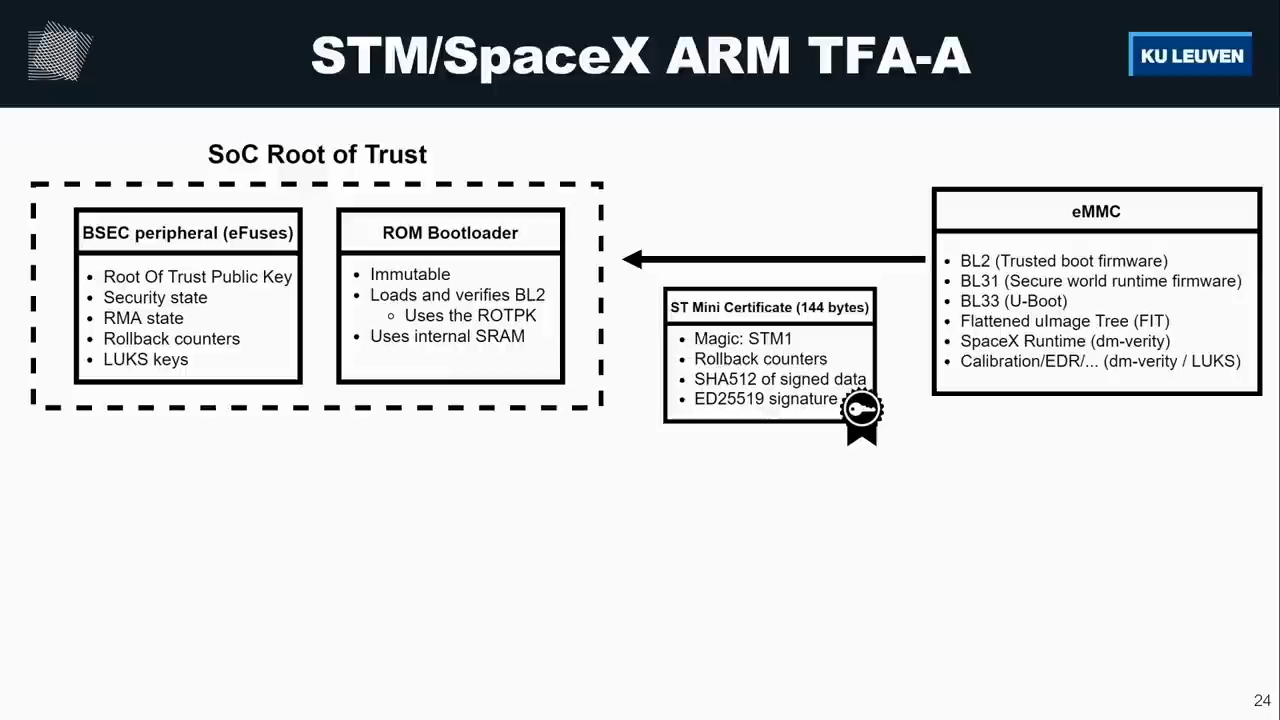 STM/SpaceX ARM TFA-A
KU LEUVEN
SoC Root of Trust
BSEC peripheral (eFuses)
Root Of Trust Public Key
Security state
RMA state
Rollback counters
LUKS keys
ROM Bootloader
Immutable
Loads and verifies BL2
Uses the ROTPK
Uses internal SRAM
ST Mini Certificate (144 bytes)
Magic: STM1
Rollback counters
SHA512 of signed data
ED25519 signature
eMMC
BL2 (Trusted boot firmware)
BL31 (Secure world runtime firmware)
BL33 (U-Boot)
Flattened uImage Tree (FIT)
SpaceX Runtime (dm-verity)
Calibration/EDR/... (dm-verity / LUKS)
24